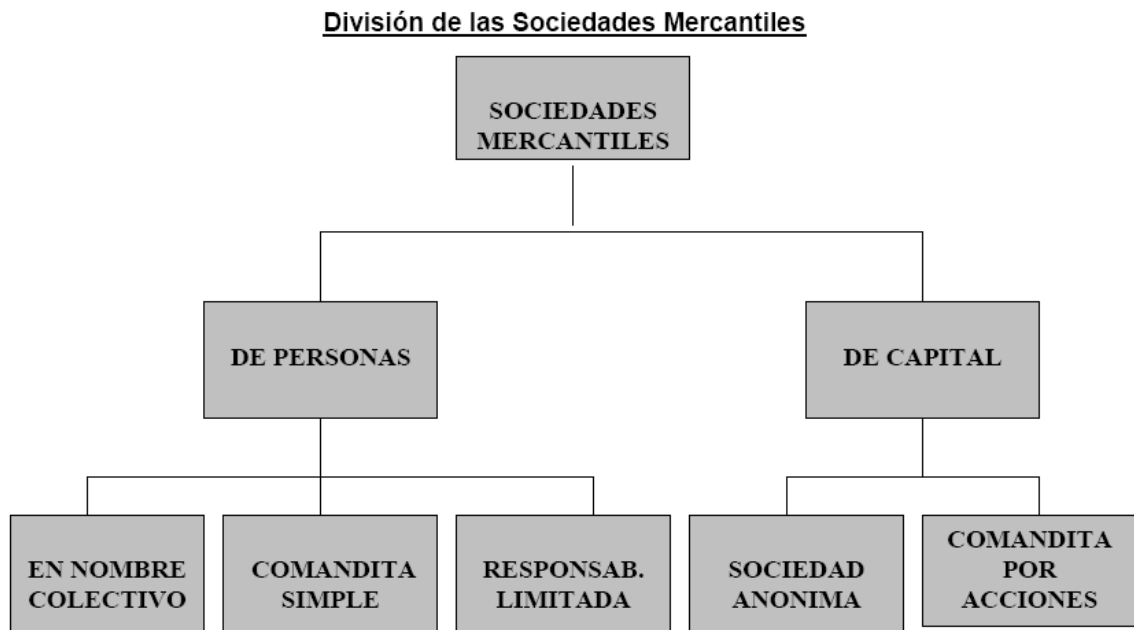 División de las Sociedades Mercantiles
SOCIEDADES
MERCANTILES
DE PERSONAS
DE CAPITAL
EN NOMBRE
COLECTIVO
COMANDITA
SIMPLE
RESPONSAB.
LIMITADA
SOCIEDAD
ANONIMA
COMANDITA
POR
ACCIONES